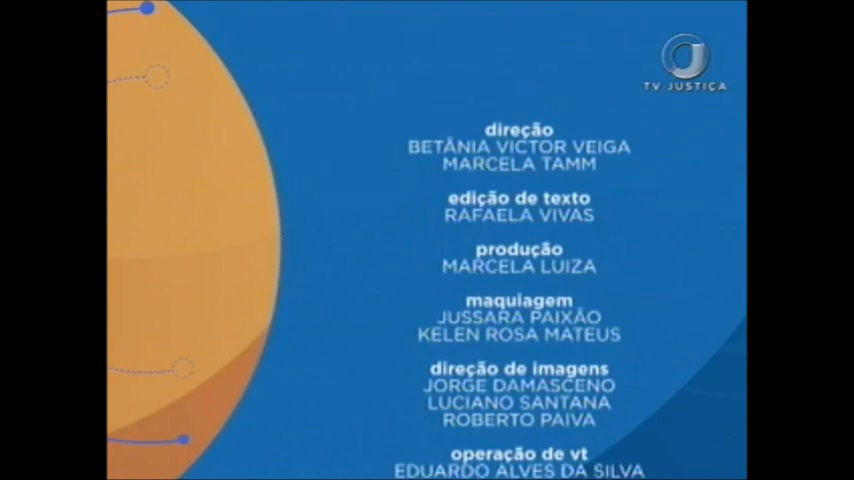 TV JUSTIÇA
direção
BETÂNIA VICTOR VEIGA
MARCELA TAMM
edição de texto
RAFAELA VIVAS
produção
MARCELA LUIZA
maquiagem
JUSSARA PAIXÃO
KELEN ROSA MATEUS
direção de imagens
JORGE DAMASCENO
LUCIANO SANTANA
ROBERTO PAIVA
operação de vt
EDUARDO ALVES DA SILVA